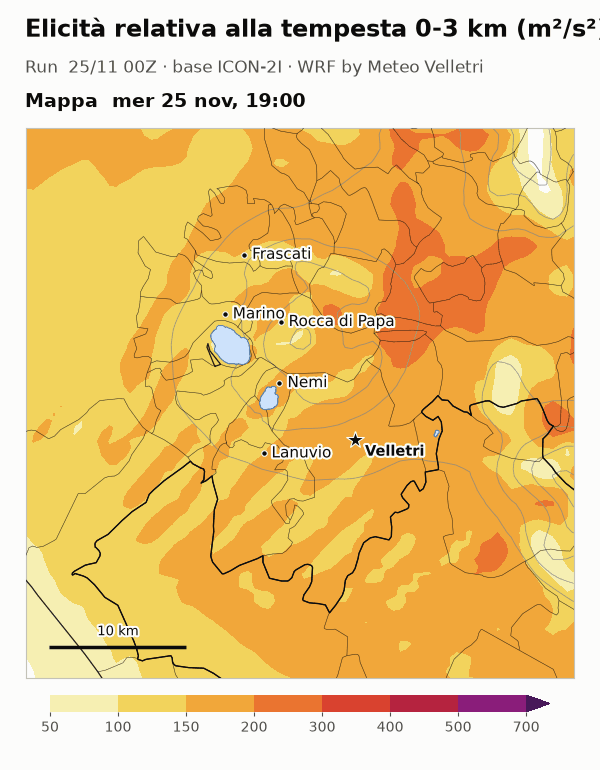 Elicità relativa alla tempesta 0-3 km (m²/s²)
Run  25/11 00Z · base ICON-2I · WRF by Meteo Velletri
Mappa  mer 25 nov, 19:00
Frascati
Marino
Rocca di Papa
Nemi
Velletri
Lanuvio
10 km
50 100 150 200 300 400 500 700